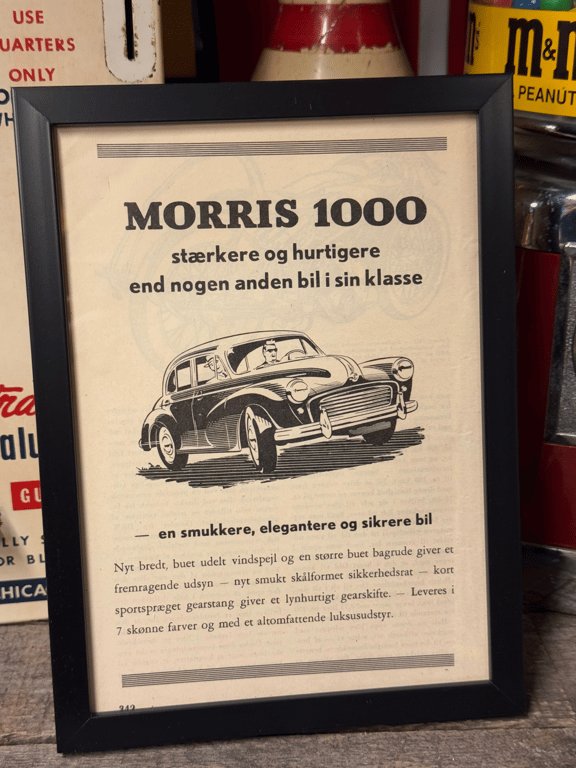 USE
QUARTERS
ONLY
m&m
PEANUT
MORRIS 1000
stærkere og hurtigere
end nogen anden bil i sin klasse
— en smukkere, elegantere og sikrere bil
Nyt bredt, buet udelt vindspejl og en større buet bagrude giver et
fremragende udsyn — nyt smukt skålformet sikkerhedsrat — kort
sportspræget gearstang giver et lynhurtigt gearskifte. — Leveres i
7 skønne farver og med et altomfattende luksusudstyr.